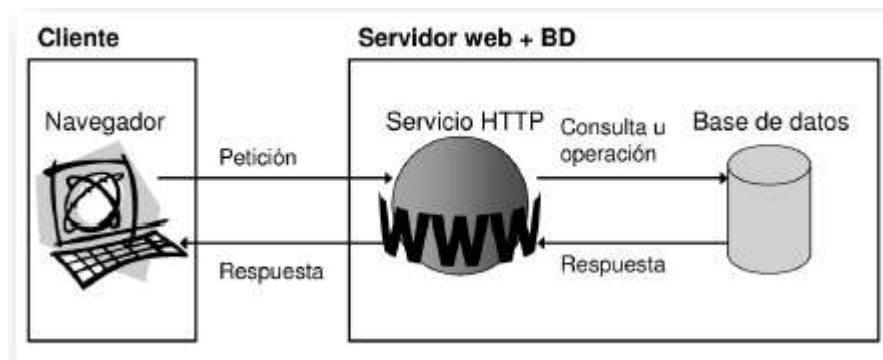 Cliente
Servidor web + BD
Navegador
Servicio HTTP
Consulta u
operación
Base de datos
Petición
WWW
Respuesta
Respuesta